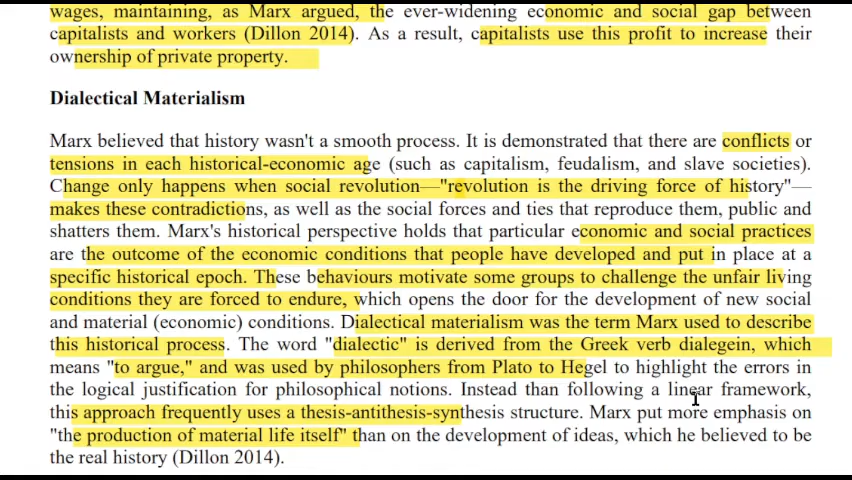 wages, maintaining, as Marx argued, the ever-widening economic and social gap between
capitalists and workers (Dillon 2014). As a result, capitalists use this profit to increase their
ownership of private property.
Dialectical Materialism
Marx believed that history wasn't a smooth process. It is demonstrated that there are conflicts or
tensions in each historical-economic age (such as capitalism, feudalism, and slave societies).
Change only happens when social revolution—"revolution is the driving force of history"—
makes these contradictions, as well as the social forces and ties that reproduce them, public and
shatters them. Marx's historical perspective holds that particular economic and social practices
are the outcome of the economic conditions that people have developed and put in place at a
specific historical epoch. These behaviours motivate some groups to challenge the unfair living
conditions they are forced to endure, which opens the door for the development of new social
and material (economic) conditions. Dialectical materialism was the term Marx used to describe
this historical process. The word "dialectic" is derived from the Greek verb dialegein, which
means "to argue," and was used by philosophers from Plato to Hegel to highlight the errors in
the logical justification for philosophical notions. Instead than following a linear framework,
this approach frequently uses a thesis-antithesis-synthesis structure. Marx put more emphasis on
"the production of material life itself" than on the development of ideas, which he believed to be
the real history (Dillon 2014).